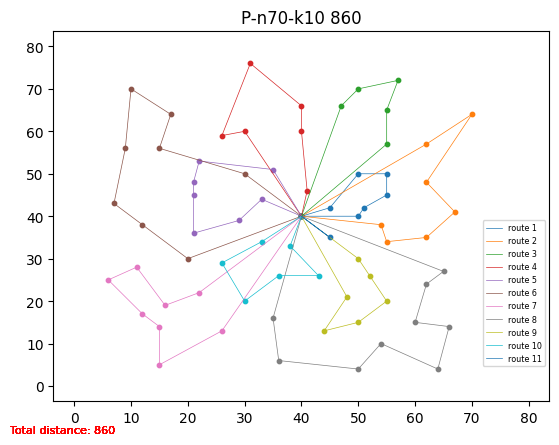 P-n70-k10 860
80
70
60
50
40
30
20
10
0
0 10 20 30 40 50 60 70 80
route 1
route 2
route 3
route 4
route 5
route 6
route 7
route 8
route 9
route 10
route 11
Total distance: 860